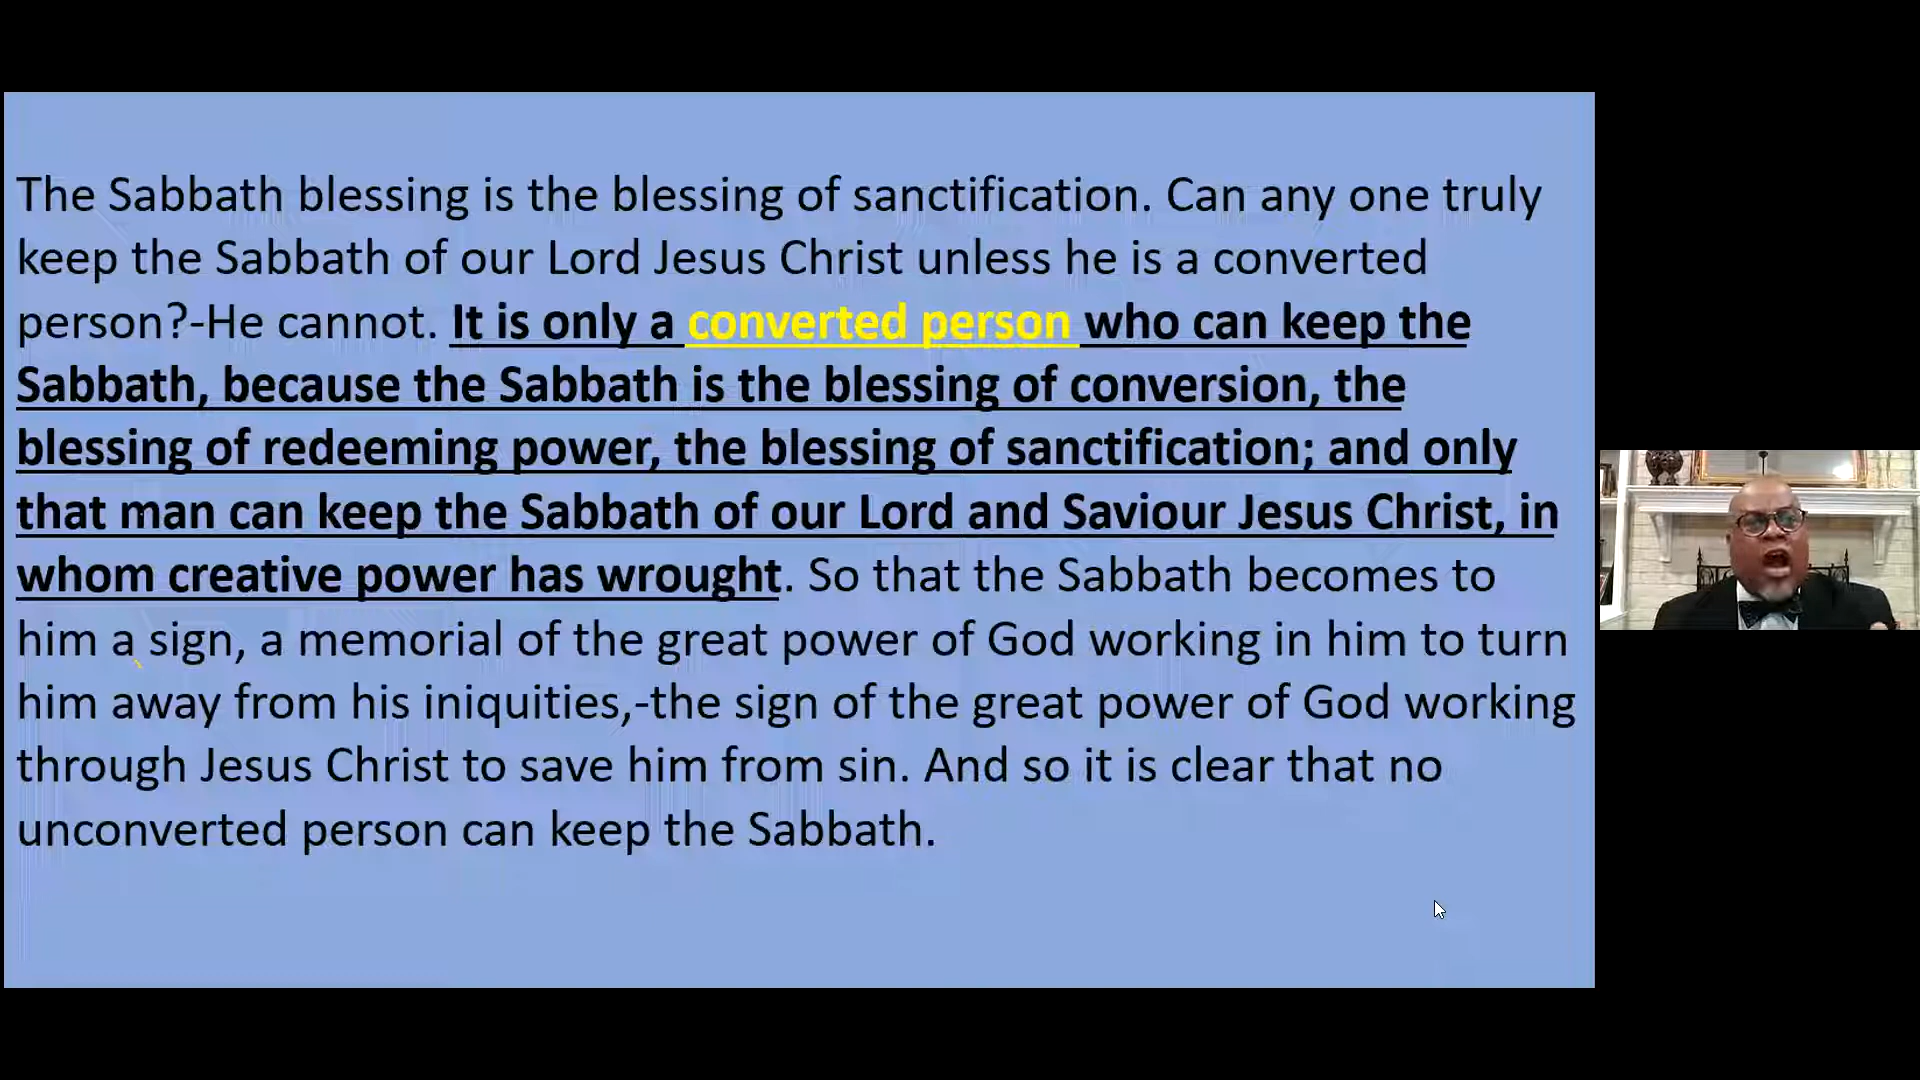 The Sabbath blessing is the blessing of sanctification. Can any one truly
keep the Sabbath of our Lord Jesus Christ unless he is a converted
person?-He cannot. It is only a converted person who can keep the
Sabbath, because the Sabbath is the blessing of conversion, the
blessing of redeeming power, the blessing of sanctification; and only
that man can keep the Sabbath of our Lord and Saviour Jesus Christ, in
whom creative power has wrought. So that the Sabbath becomes to
him a sign, a memorial of the great power of God working in him to turn
him away from his iniquities,-the sign of the great power of God working
through Jesus Christ to save him from sin. And so it is clear that no
unconverted person can keep the Sabbath.